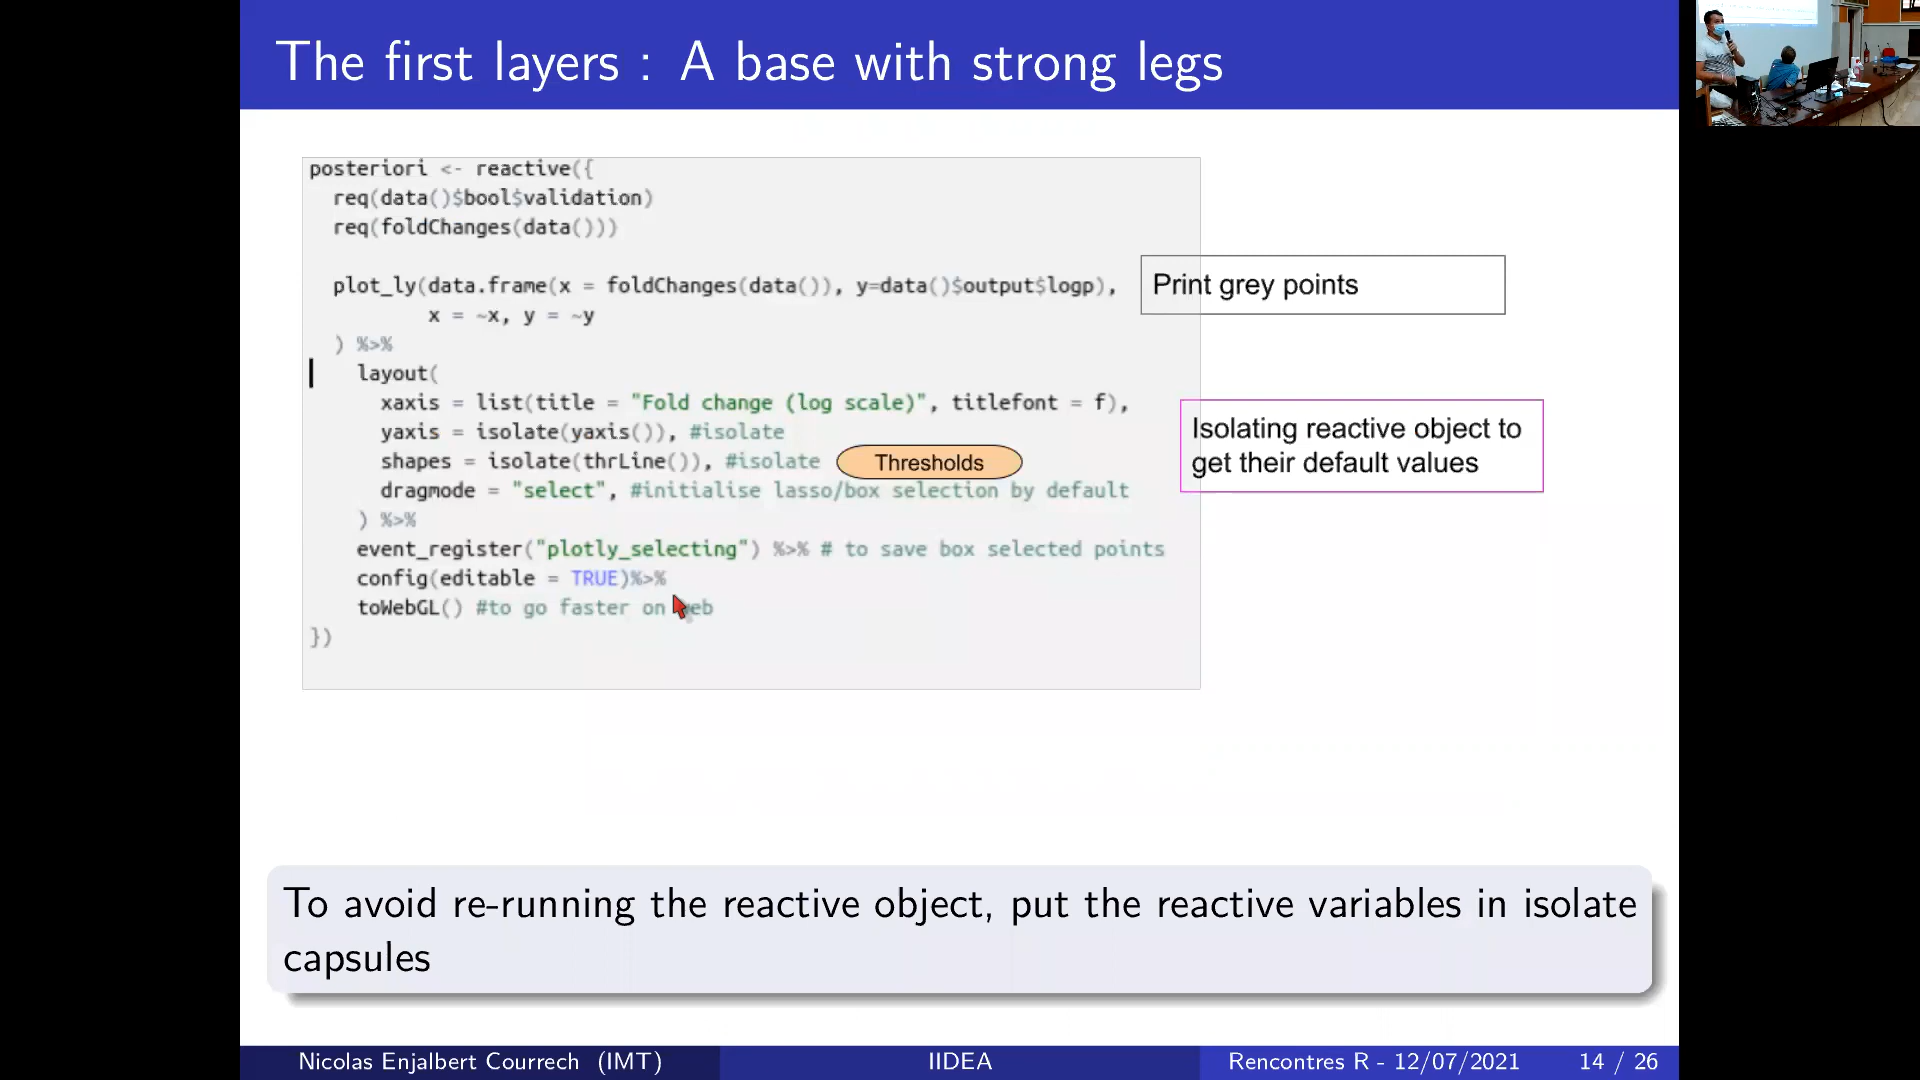 The first layers : A base with strong legs
posteriori <- reactive({
req(data()$bool$validation)
req(foldChanges(data()))
plot_ly(data.frame(x = foldChanges(data()), y=data()$output$logp),
x = ~x, y = ~y
) %>%
layout(
xaxis = list(title = "Fold change (log scale)", titlefont = f),
yaxis = isolate(yaxis()), #isolate
shapes = isolate(thrLine()), #isolate
dragmode = "select", #initialise lasso/box selection by default
) %>%
event_register("plotly_selecting") %>% # to save box selected points
config(editable = TRUE)%>%
toWebGL() #to go faster on web
})
Print grey points
Thresholds
Isolating reactive object to
get their default values
To avoid re-running the reactive object, put the reactive variables in isolate
capsules
Nicolas Enjalbert Courrech (IMT)
IIDEA
Rencontres R - 12/07/2021
14 / 26